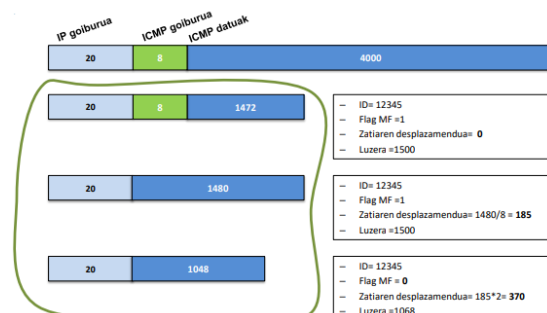 IP goiburua ICMP goiburua ICMP datuak
20 8 4000
20 8 1472
– ID= 12345
– Flag MF =1
– Zatiaren desplazamendua= 0
– Luzera =1500
20 1480
– ID= 12345
– Flag MF =1
– Zatiaren desplazamendua= 1480/8 = 185
– Luzera =1500
20 1048
– ID= 12345
– Flag MF = 0
– Zatiaren desplazamendua= 185*2= 370
– Luzera =1068